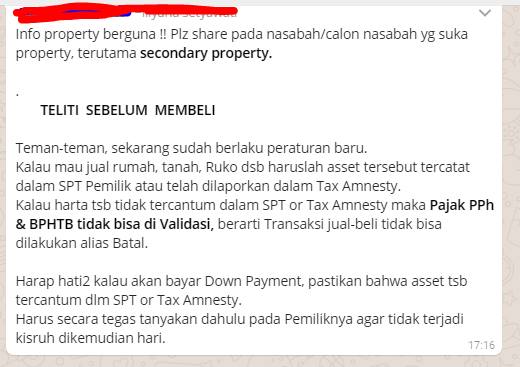 Info property berguna !! Plz share pada nasabah/calon nasabah yg suka
property, terutama secondary property.
.
TELITI SEBELUM MEMBELI
Teman-teman, sekarang sudah berlaku peraturan baru.
Kalau mau jual rumah, tanah, Ruko dsb haruslah asset tersebut tercatat
dalam SPT Pemilik atau telah dilaporkan dalam Tax Amnesty.
Kalau harta tsb tidak tercantum dalam SPT or Tax Amnesty maka Pajak PPh
& BPHTB tidak bisa di Validasi, berarti Transaksi jual-beli tidak bisa
dilakukan alias Batal.
Harap hati2 kalau akan bayar Down Payment, pastikan bahwa asset tsb
tercantum dlm SPT or Tax Amnesty.
Harus secara tegas tanyakan dahulu pada Pemiliknya agar tidak terjadi
kisruh dikemudian hari.
17:16